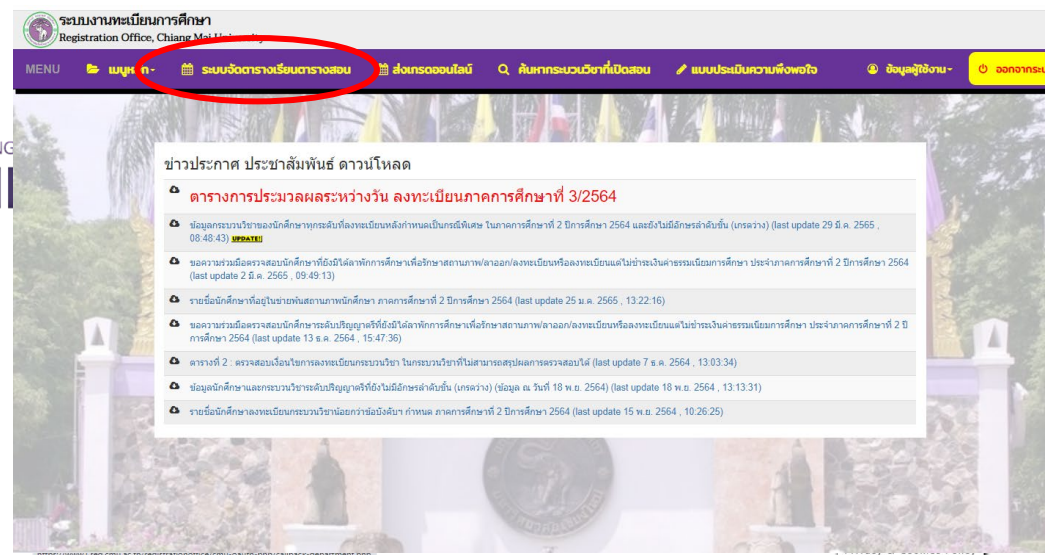 ระบบงานทะเบียนการศึกษา
Registration Office, Chiang Mai University
MENU ระบบจัดตารางเรียนตารางสอบ ส่งเกรดออนไลน์ ค้นหากระบวนวิชาที่เปิดสอน แบบประเมินความพึงพอใจ ข้อมูลผู้ใช้งาน
ข่าวประกาศ ประชาสัมพันธ์ ดาวน์โหลด
ตารางการประมวลผลระหว่างวัน ลงทะเบียนภาคการศึกษาที่ 3/2564
ข้อมูลกระบวนวิชาของนักศึกษาทุกระดับที่ลงทะเบียนหลังกำหนดเป็นกรณีพิเศษ ในภาคการศึกษาที่ 2 ปีการศึกษา 2564 และยังไม่มีอักษรลำดับขั้น (เกรดว่าง) (last update 29 มี.ค. 2565 ,
08:48:43) UPDATE!!
ขอความร่วมมือตรวจสอบนักศึกษาที่ยังมิได้ลาพักการศึกษาเพื่อรักษาสถานภาพ/ลาออก/ลงทะเบียนหรือลงทะเบียนแต่ไม่ชำระเงินค่าธรรมเนียมการศึกษา ประจำภาคการศึกษาที่ 2 ปีการศึกษา 2564
(last update 2 มี.ค. 2565 , 09:49:13)
รายชื่อนักศึกษาที่อยู่ในข่ายพ้นสถานภาพนักศึกษา ภาคการศึกษาที่ 2 ปีการศึกษา 2564 (last update 25 ม.ค. 2565 , 13:22:16)
ขอความร่วมมือตรวจสอบนักศึกษาระดับปริญญาตรีที่ยังมิได้ลาพักการศึกษาเพื่อรักษาสถานภาพ/ลาออก/ลงทะเบียนหรือลงทะเบียนแต่ไม่ชำระเงินค่าธรรมเนียมการศึกษา ประจำภาคการศึกษาที่ 2 ปี
การศึกษา 2564 (last update 13 ธ.ค. 2564 , 15:47:36)
ตารางที่ 2 : ตรวจสอบเงื่อนไขการลงทะเบียนกระบวนวิชา ในกระบวนวิชาที่ไม่สามารถสรุปผลการตรวจสอบได้ (last update 7 ธ.ค. 2564 , 13:03:34)
ข้อมูลนักศึกษาและกระบวนวิชาระดับปริญญาตรีที่ยังไม่มีอักษรลำดับขั้น (เกรดว่าง) (ข้อมูล ณ วันที่ 18 พ.ย. 2564) (last update 18 พ.ย. 2564 , 13:13:31)
รายชื่อนักศึกษาลงทะเบียนกระบวนวิชาน้อยกว่าข้อบังคับฯ กำหนด ภาคการศึกษาที่ 2 ปีการศึกษา 2564 (last update 15 พ.ย. 2564 , 10:26:25)